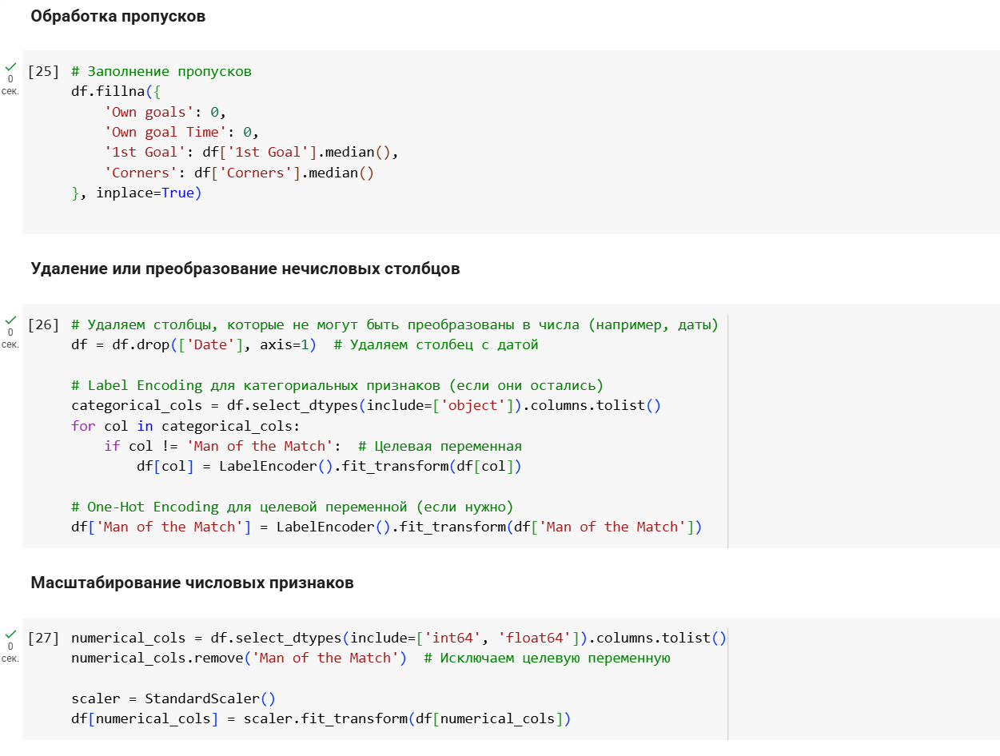 Обработка пропусков
[25] # Заполнение пропусков
0
сек.
df.fillna({
'Own goals': 0,
'Own goal Time': 0,
'1st Goal': df['1st Goal'].median(),
'Corners': df['Corners'].median()
}, inplace=True)
Удаление или преобразование нечисловых столбцов
[26] # Удаляем столбцы, которые не могут быть преобразованы в числа (например, даты)
0
сек.
df = df.drop(['Date'], axis=1)  # Удаляем столбец с датой
# Label Encoding для категориальных признаков (если они остались)
categorical_cols = df.select_dtypes(include=['object']).columns.tolist()
for col in categorical_cols:
if col != 'Man of the Match':  # Целевая переменная
df[col] = LabelEncoder().fit_transform(df[col])
# One-Hot Encoding для целевой переменной (если нужно)
df['Man of the Match'] = LabelEncoder().fit_transform(df['Man of the Match'])
Масштабирование числовых признаков
[27] numerical_cols = df.select_dtypes(include=['int64', 'float64']).columns.tolist()
0
сек.
numerical_cols.remove('Man of the Match')  # Исключаем целевую переменную
scaler = StandardScaler()
df[numerical_cols] = scaler.fit_transform(df[numerical_cols])